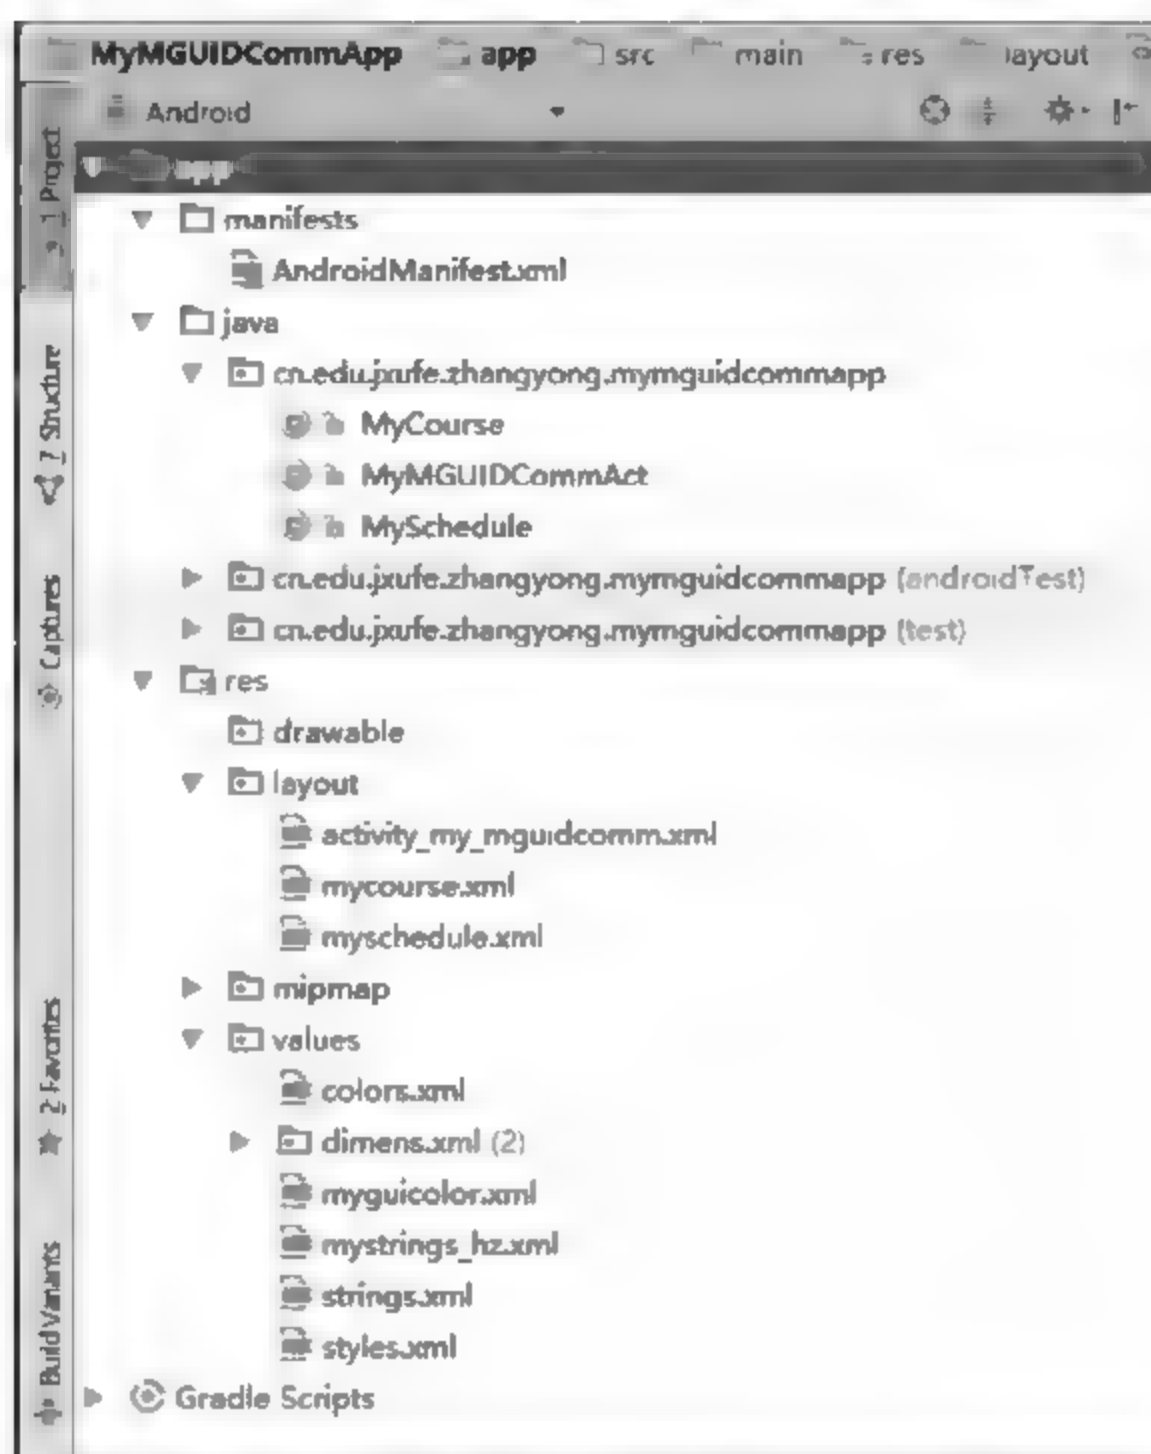 MyMGUIDCommApp app src main res layout
Android
app
manifests
AndroidManifest.xml
java
cn.edu.jxufe.zhangyong.mymguidcommapp
MyCourse
MyMGUIDCommAct
MySchedule
cn.edu.jxufe.zhangyong.mymguidcommapp (androidTest)
cn.edu.jxufe.zhangyong.mymguidcommapp (test)
res
drawable
layout
activity_my_mguidcomm.xml
mycourse.xml
myschedule.xml
mipmap
values
colors.xml
dimens.xml (2)
myguicolor.xml
mystrings_hz.xml
strings.xml
styles.xml
Gradle Scripts
1: Project
7: Structure
Captures
2: Favorites
Build Variants